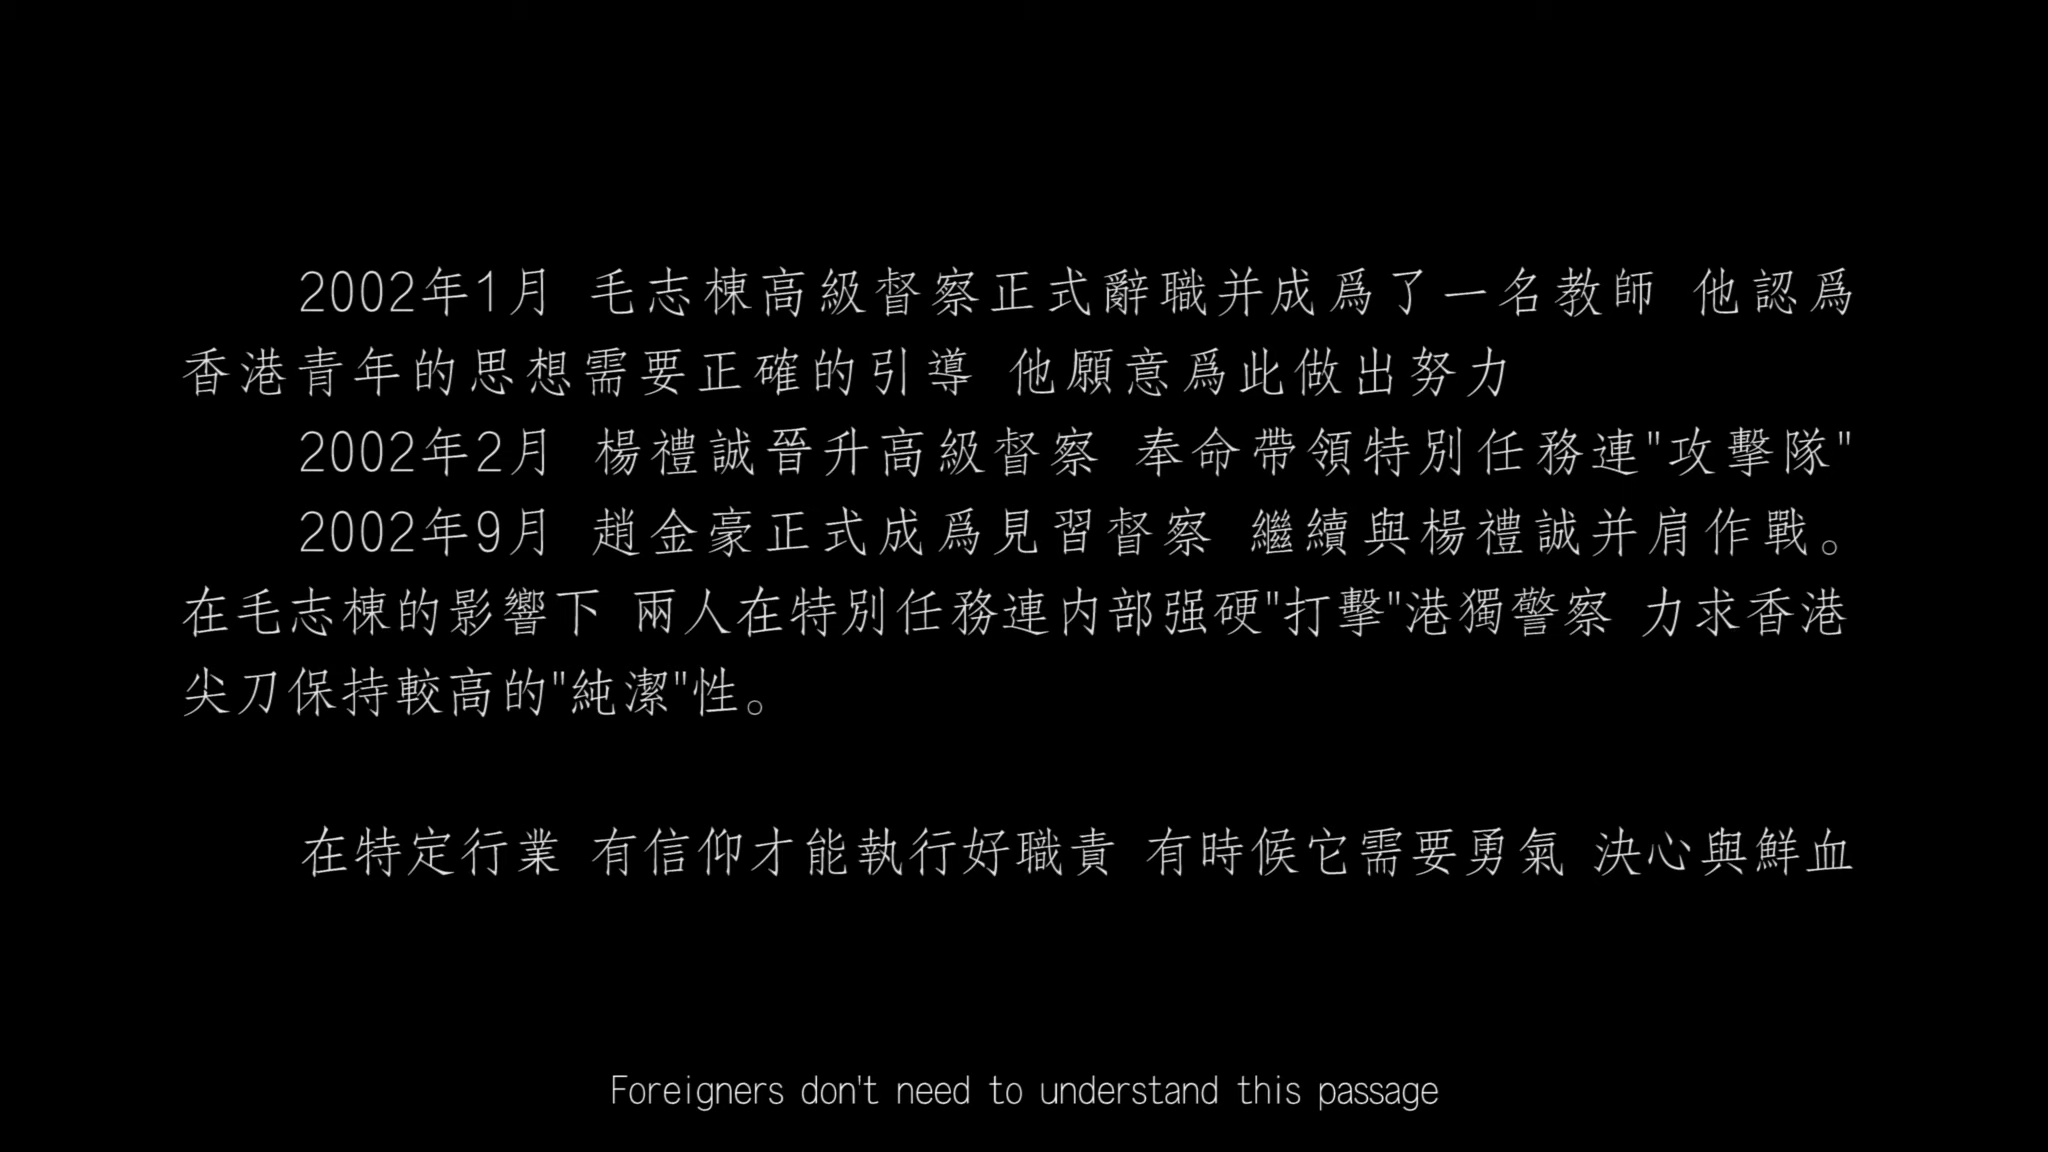 2002年1月 毛志棟高級督察正式辭職并成爲了一名教師 他認爲
香港青年的思想需要正確的引導 他願意爲此做出努力
2002年2月 楊禮誠晉升高級督察 奉命帶領特別任務連"攻擊隊"
2002年9月 趙金豪正式成爲見習督察 繼續與楊禮誠并肩作戰。
在毛志棟的影響下 兩人在特別任務連内部强硬"打擊"港獨警察 力求香港
尖刀保持較高的"純潔"性。
在特定行業 有信仰才能執行好職責 有時候它需要勇氣 決心與鮮血
Foreigners don't need to understand this passage